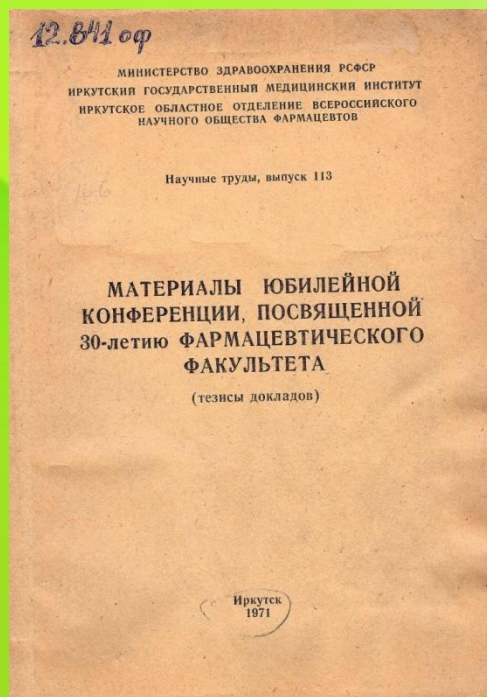 12.841 оф
МИНИСТЕРСТВО ЗДРАВООХРАНЕНИЯ РСФСР
ИРКУТСКИЙ ГОСУДАРСТВЕННЫЙ МЕДИЦИНСКИЙ ИНСТИТУТ
ИРКУТСКОЕ ОБЛАСТНОЕ ОТДЕЛЕНИЕ ВСЕРОССИЙСКОГО
НАУЧНОГО ОБЩЕСТВА ФАРМАЦЕВТОВ
Научные труды, выпуск 113
МАТЕРИАЛЫ ЮБИЛЕЙНОЙ
КОНФЕРЕНЦИИ, ПОСВЯЩЕННОЙ
30-летию ФАРМАЦЕВТИЧЕСКОГО
ФАКУЛЬТЕТА
(тезисы докладов)
Иркутск
1971